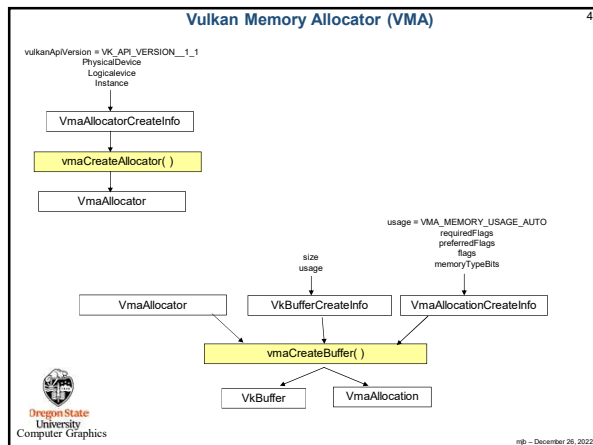 Vulkan Memory Allocator (VMA)
4
vulkanApiVersion = VK_API_VERSION__1_1
PhysicalDevice
Logicalevice
Instance
VmaAllocatorCreateInfo
vmaCreateAllocator( )
VmaAllocator
usage = VMA_MEMORY_USAGE_AUTO
requiredFlags
preferredFlags
flags
memoryTypeBits
size
usage
VmaAllocator
VkBufferCreateInfo
VmaAllocationCreateInfo
vmaCreateBuffer( )
VkBuffer
VmaAllocation
Oregon State
University
Computer Graphics
mjb – December 26, 2022